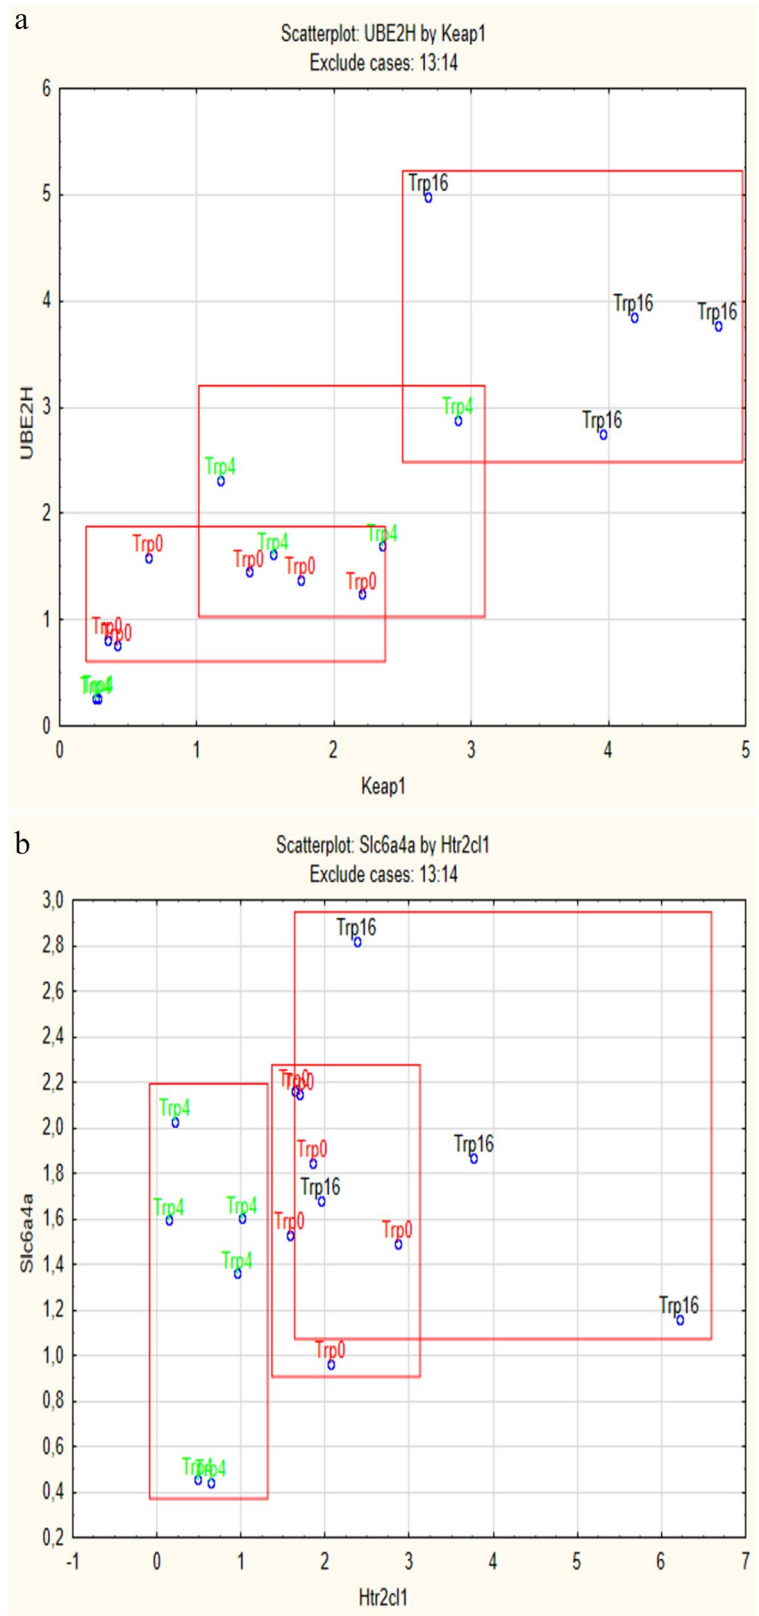 a
Scatterplot: UBE2H by Keap1
Exclude cases: 13:14
6
Trp16
5
Trp16
Trp16
4
Trp16
Trp4
3
Trp4
UBE2H
Trp4
2
Trp4
Trp0
Trp0
Trp0
Trp0
1
Trp0
Trp0
Trp4
Trp4
0
0 1 2 3 4 5
Keap1
b
Scatterplot: Slc6a4a by Htr2cl1
Exclude cases: 13:14
3,0
Trp16
2,8
2,6
2,4
2,2
Trp0
Trp0
Trp4
2,0
Trp0
Trp16
1,8
Trp16
Trp4
Trp4
1,6
Trp0
Trp0
Slc6a4a
Trp4
1,4
1,2
Trp16
1,0
Trp0
0,8
0,6
Trp4
Trp4
0,4
0,2
-1 0 1 2 3 4 5 6 7
Htr2cl1